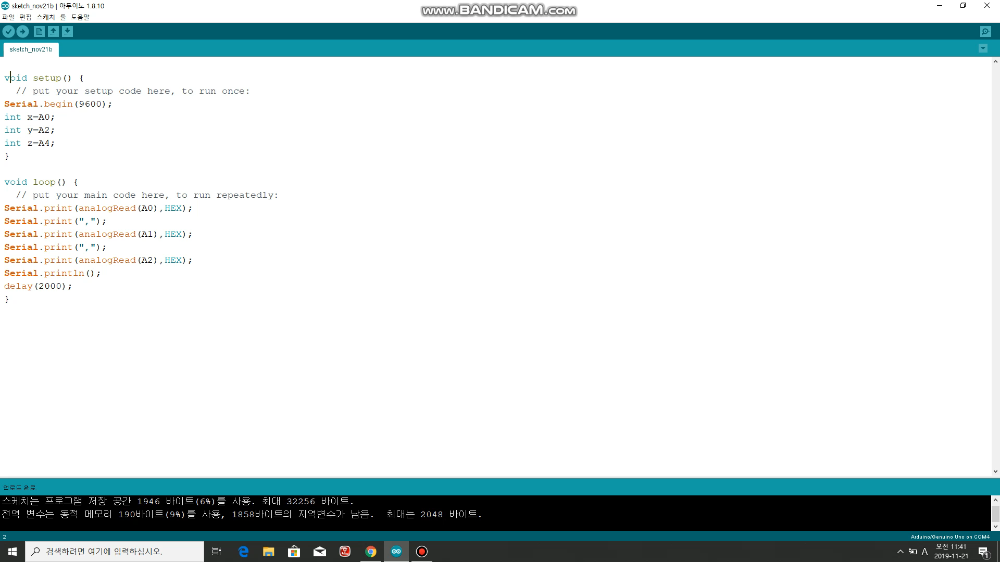 sketch_nov21b | 아두이노 1.8.10
www.BANDICAM.COM
파일 편집 스케치 툴 도움말
sketch_nov21b
void setup() {
// put your setup code here, to run once:
Serial.begin(9600);
int x=A0;
int y=A2;
int z=A4;
}
void loop() {
// put your main code here, to run repeatedly:
Serial.print(analogRead(A0),HEX);
Serial.print(",");
Serial.print(analogRead(A1),HEX);
Serial.print(",");
Serial.print(analogRead(A2),HEX);
Serial.println();
delay(2000);
}
업로드 완료.
스케치는 프로그램 저장 공간 1946 바이트(6%)를 사용. 최대 32256 바이트.
전역 변수는 동적 메모리 190바이트(9%)를 사용, 1858바이트의 지역변수가 남음. 최대는 2048 바이트.
2
Arduino/Genuino Uno on COM4
검색하려면 여기에 입력하십시오.
A
오전 11:41
2019-11-21
1